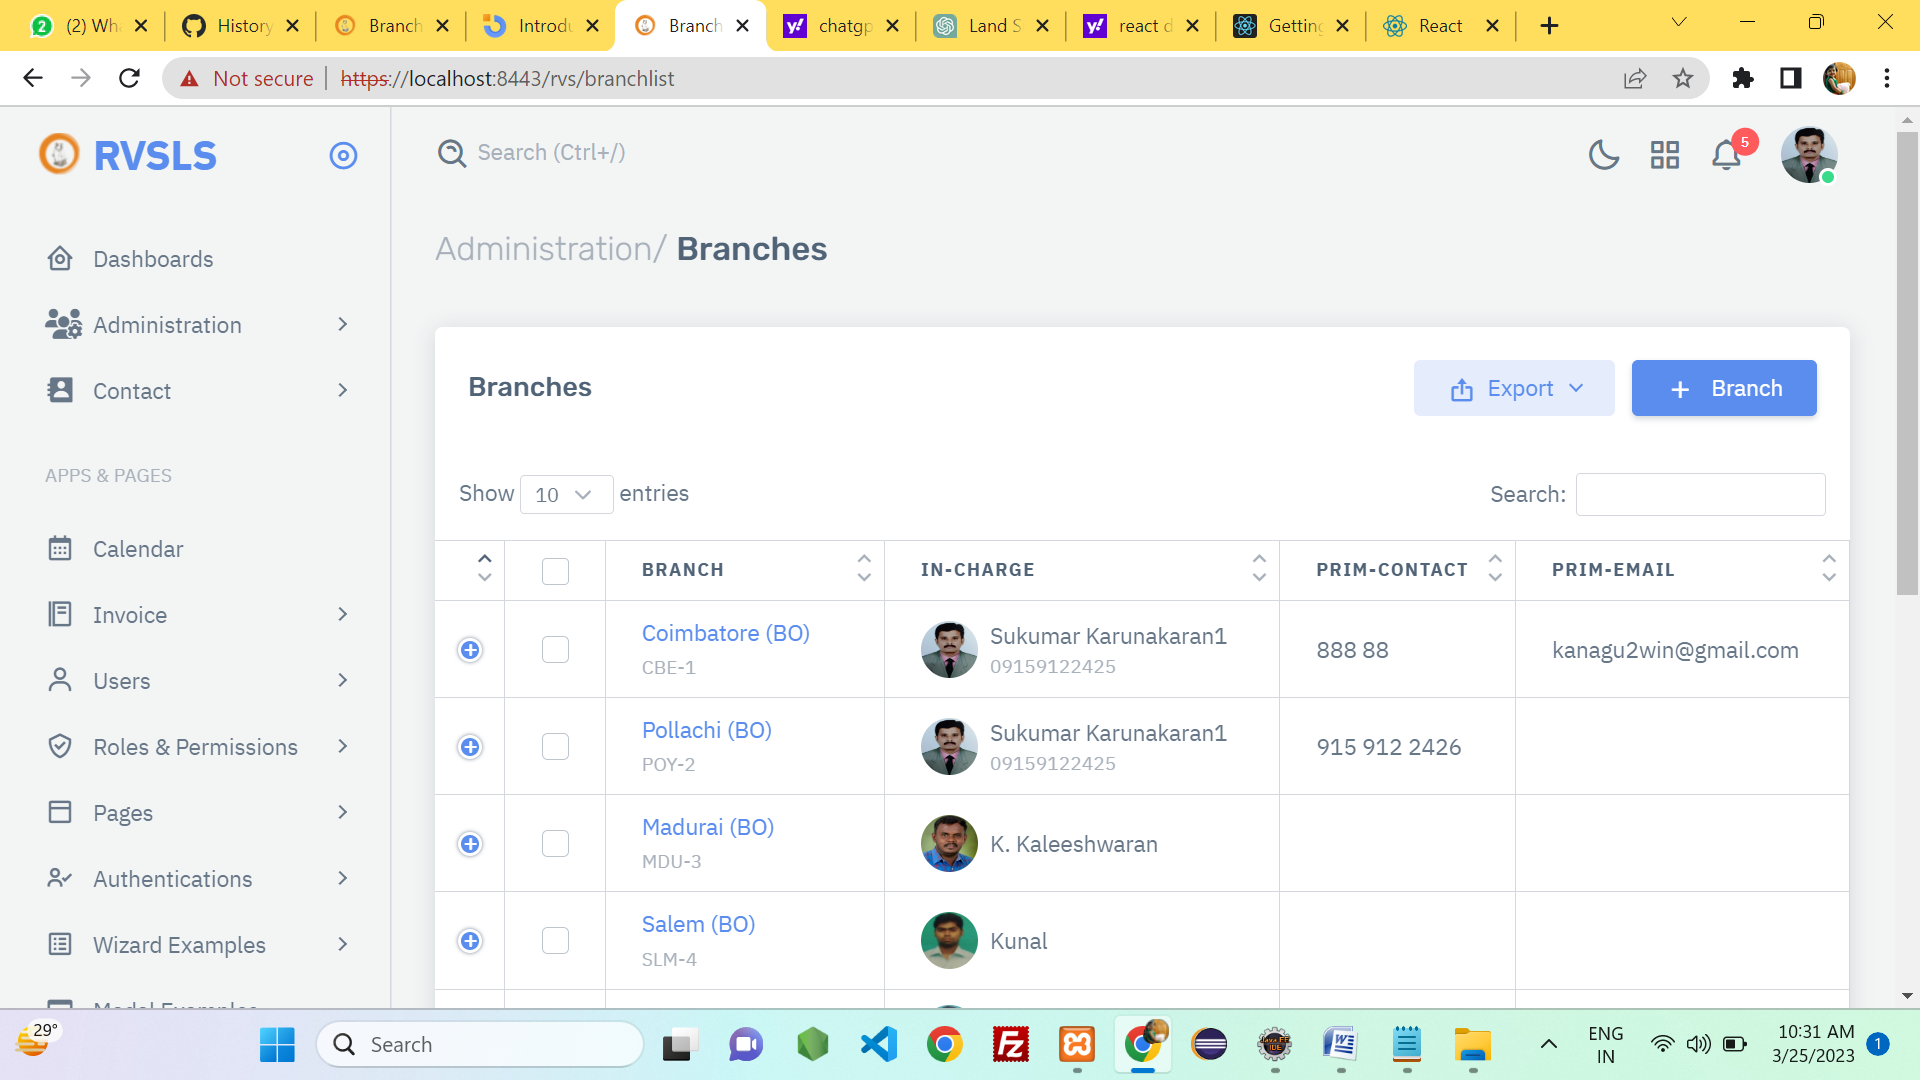 (2) Wha
History
Branch
Introdu
Branch
chatgp
Land S
react d
Getting
React
Not secure
https://localhost:8443/rvs/branchlist
RVSLS
Search (Ctrl+/)
5
Dashboards
Administration
Contact
APPS & PAGES
Calendar
Invoice
Users
Roles & Permissions
Pages
Authentications
Wizard Examples
Administration/ Branches
Branches
Export
+ Branch
Show 10 entries
Search:
BRANCH IN-CHARGE PRIM-CONTACT PRIM-EMAIL
Coimbatore (BO)
CBE-1
Sukumar Karunakaran1
09159122425
888 88
kanagu2win@gmail.com
Pollachi (BO)
POY-2
Sukumar Karunakaran1
09159122425
915 912 2426
Madurai (BO)
MDU-3
K. Kaleeshwaran
Salem (BO)
SLM-4
Kunal
29°
Search
ENG
IN
10:31 AM
3/25/2023
1